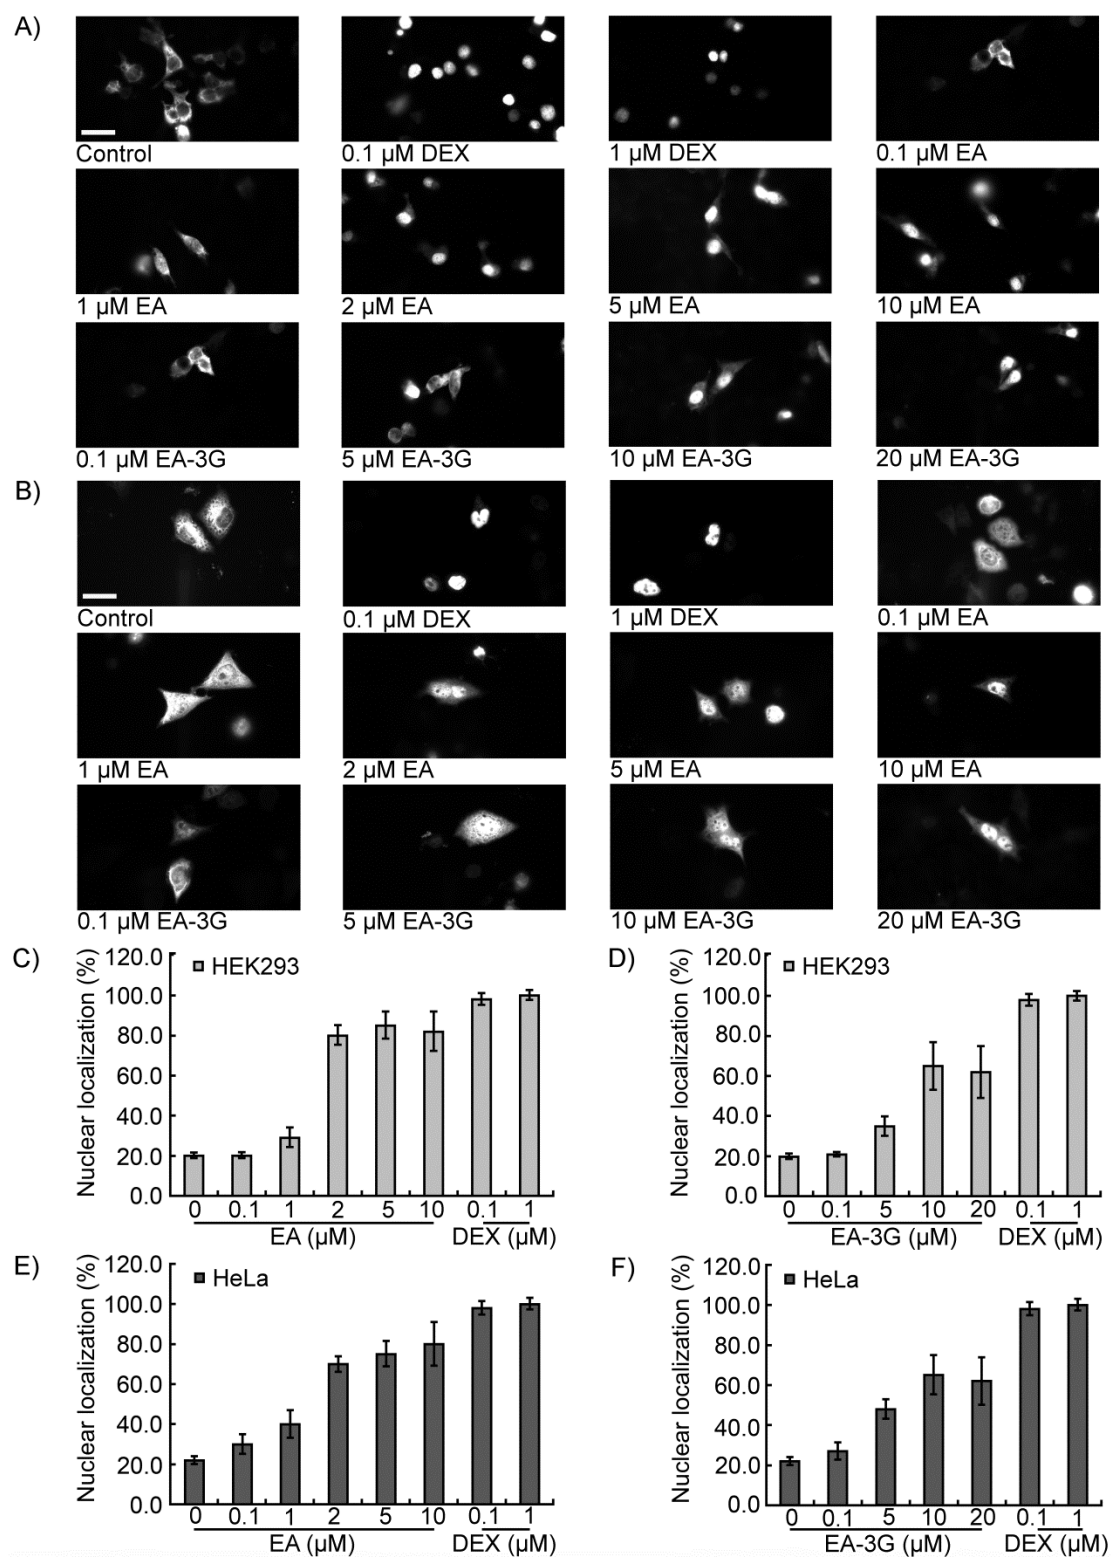 A)
Control
0.1 µM DEX
1 µM DEX
0.1 µM EA
1 µM EA
2 µM EA
5 µM EA
10 µM EA
0.1 µM EA-3G
5 µM EA-3G
10 µM EA-3G
20 µM EA-3G
B)
Control
0.1 µM DEX
1 µM DEX
0.1 µM EA
1 µM EA
2 µM EA
5 µM EA
10 µM EA
0.1 µM EA-3G
5 µM EA-3G
10 µM EA-3G
20 µM EA-3G
C)
Nuclear localization (%)
120.0
100.0
80.0
60.0
40.0
20.0
0.0
HEK293
0 0.1 1 2 5 10 0.1 1
EA (µM) DEX (µM)
D)
Nuclear localization (%)
120.0
100.0
80.0
60.0
40.0
20.0
0.0
HEK293
0 0.1 5 10 20 0.1 1
EA-3G (µM) DEX (µM)
E)
Nuclear localization (%)
120.0
100.0
80.0
60.0
40.0
20.0
0.0
HeLa
0 0.1 1 2 5 10 0.1 1
EA (µM) DEX (µM)
F)
Nuclear localization (%)
120.0
100.0
80.0
60.0
40.0
20.0
0.0
HeLa
0 0.1 5 10 20 0.1 1
EA-3G (µM) DEX (µM)